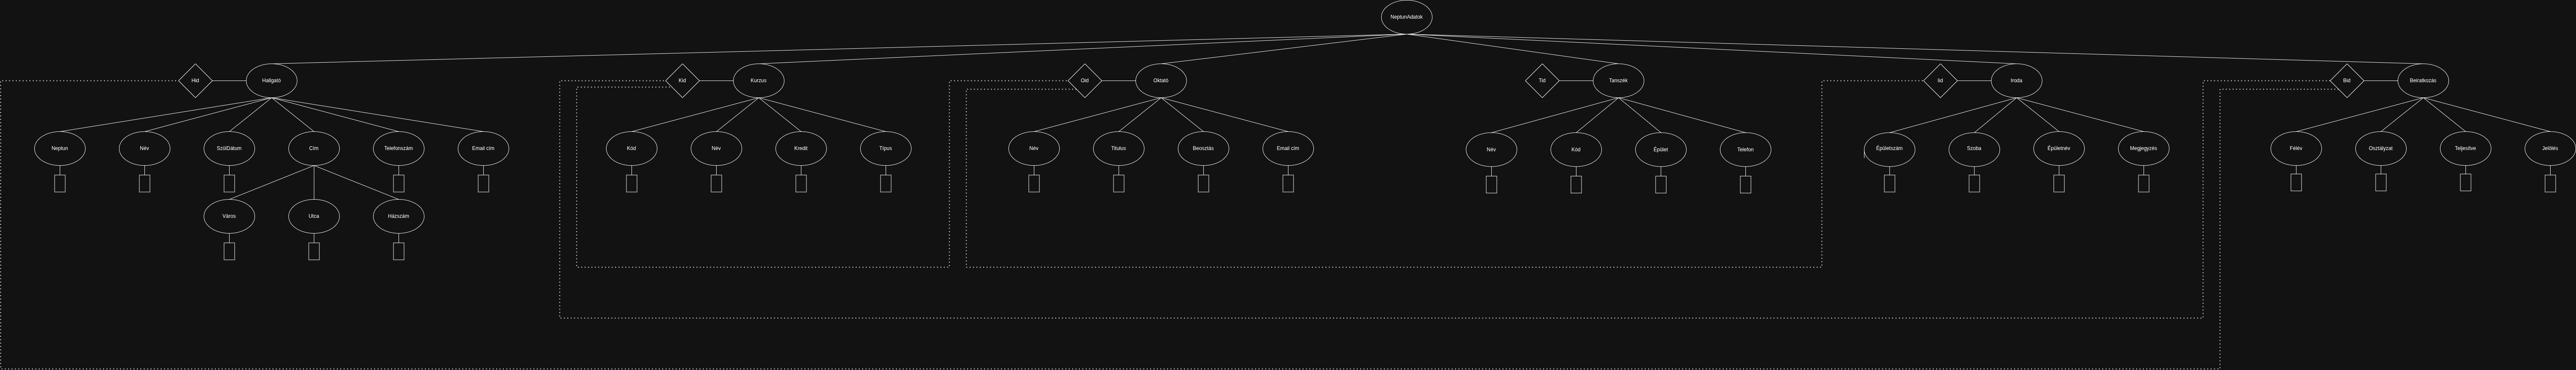 NeptunAdatok
Hid
Hallgató
Kid
Kurzus
Oid
Oktató
Tid
Tanszék
Iid
Iroda
Bid
Beiratkozás
Neptun
Név
SzülDátum
Cím
Telefonszám
Email cím
Kód
Név
Kredit
Típus
Név
Titulus
Beosztás
Email cím
Név
Kód
Épület
Telefon
Épületszám
Szoba
Épületnév
Megjegyzés
Félév
Osztályzat
Teljesítve
Jelölés
Város
Utca
Házszám